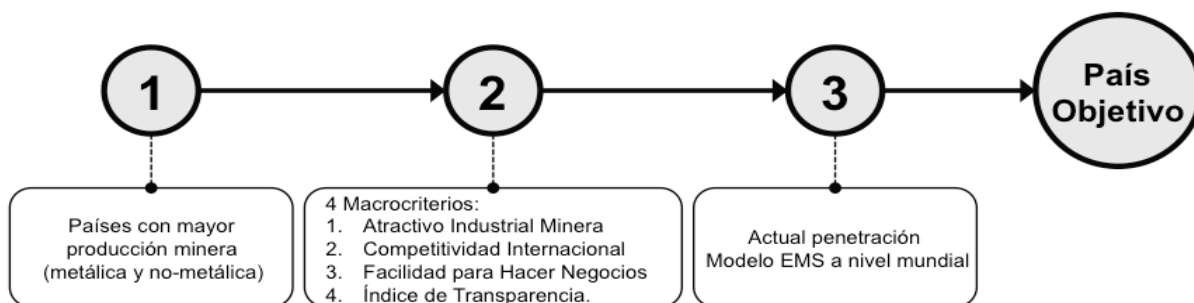 1
2
3
País
Objetivo
Países con mayor
producción minera
(metálica y no-metálica)
4 Macrocriterios:
1. Atractivo Industrial Minera
2. Competitividad Internacional
3. Facilidad para Hacer Negocios
4. Índice de Transparencia.
Actual penetración
Modelo EMS a nivel mundial